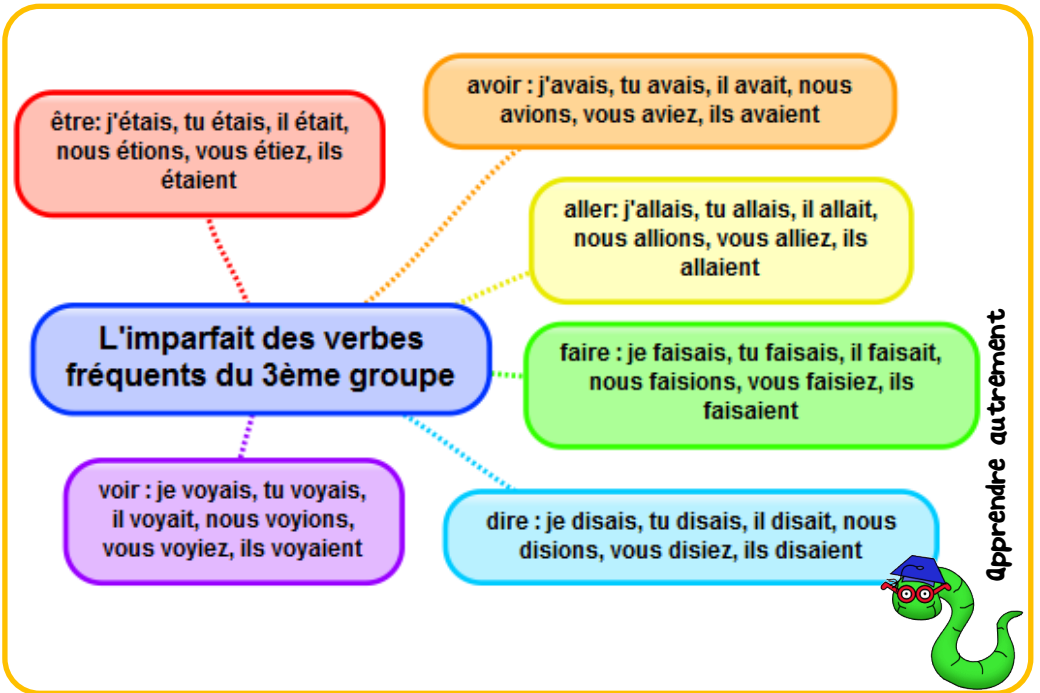 être: j'étais, tu étais, il était,
nous étions, vous étiez, ils
étaient
avoir : j'avais, tu avais, il avait, nous
avions, vous aviez, ils avaient
aller: j'allais, tu allais, il allait,
nous allions, vous alliez, ils
allaient
L'imparfait des verbes
fréquents du 3ème groupe
faire : je faisais, tu faisais, il faisait,
nous faisions, vous faisiez, ils
faisaient
voir : je voyais, tu voyais,
il voyait, nous voyions,
vous voyiez, ils voyaient
dire : je disais, tu disais, il disait, nous
disions, vous disiez, ils disaient
apprendre autrement